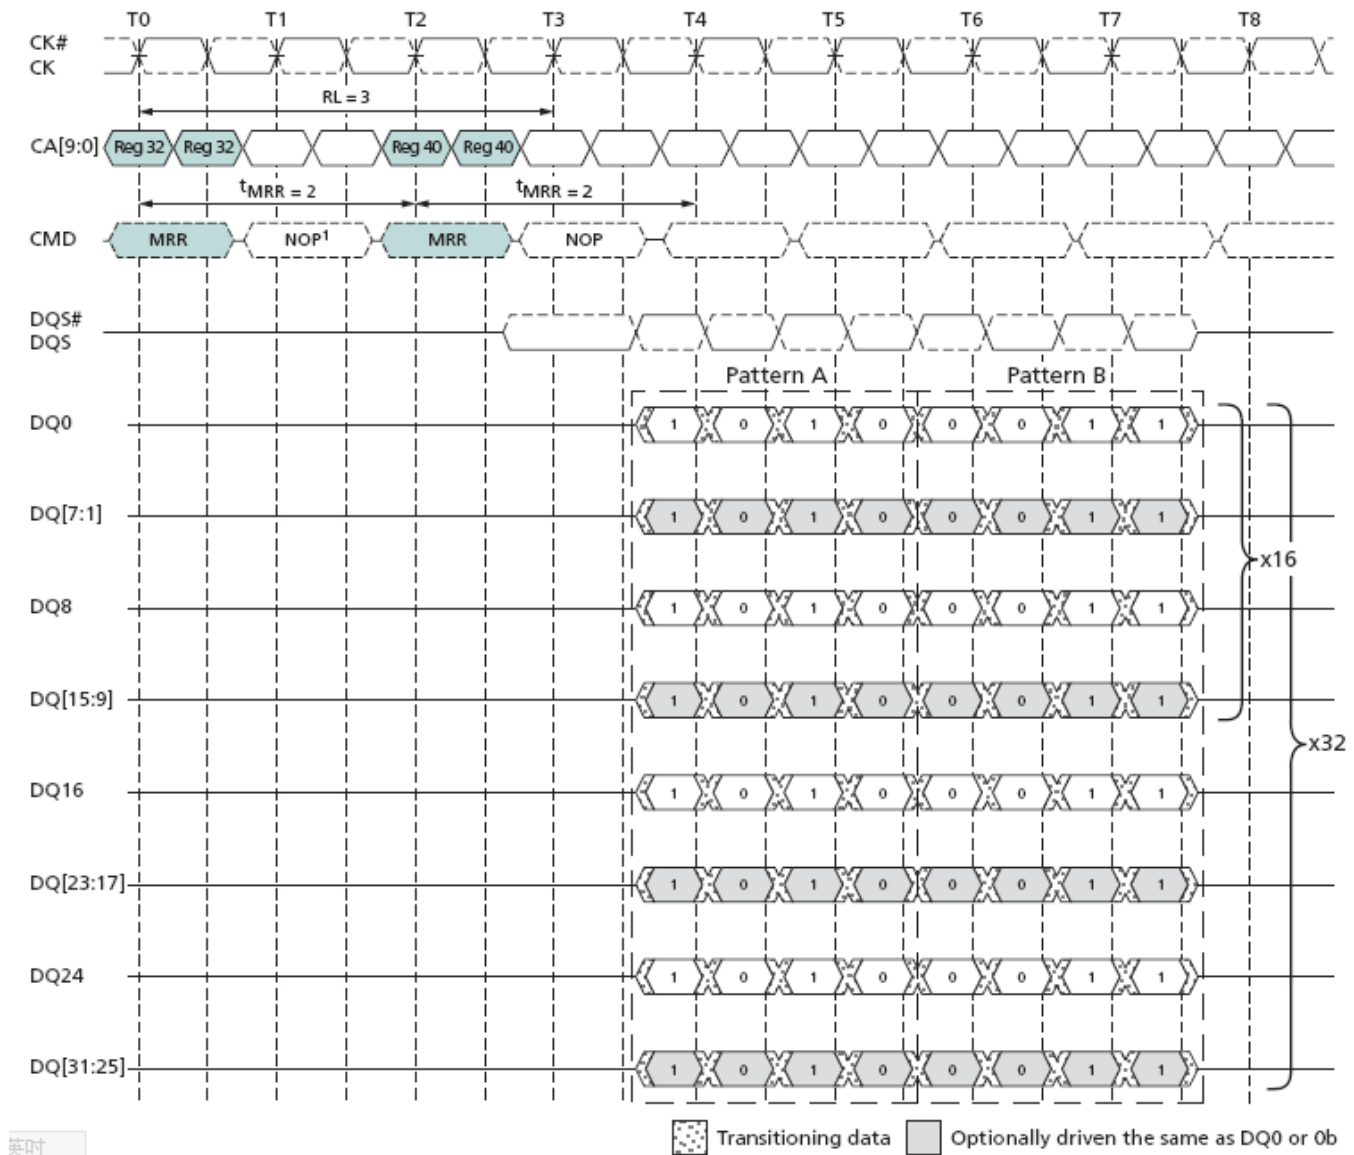 T0 T1 T2 T3 T4 T5 T6 T7 T8
CK#
CK
RL = 3
CA[9:0] Reg 32 Reg 32 Reg 40 Reg 40
tMRR = 2 tMRR = 2
CMD MRR NOP1 MRR NOP
DQS#
DQS
Pattern A Pattern B
DQ0 1 0 1 0 0 0 1 1
DQ[7:1] 1 0 1 0 0 0 1 1
x16
DQ8 1 0 1 0 0 0 1 1
DQ[15:9] 1 0 1 0 0 0 1 1
x32
DQ16 1 0 1 0 0 0 1 1
DQ[23:17] 1 0 1 0 0 0 1 1
DQ24 1 0 1 0 0 0 1 1
DQ[31:25] 1 0 1 0 0 0 1 1
Transitioning data Optionally driven the same as DQ0 or 0b
英吋